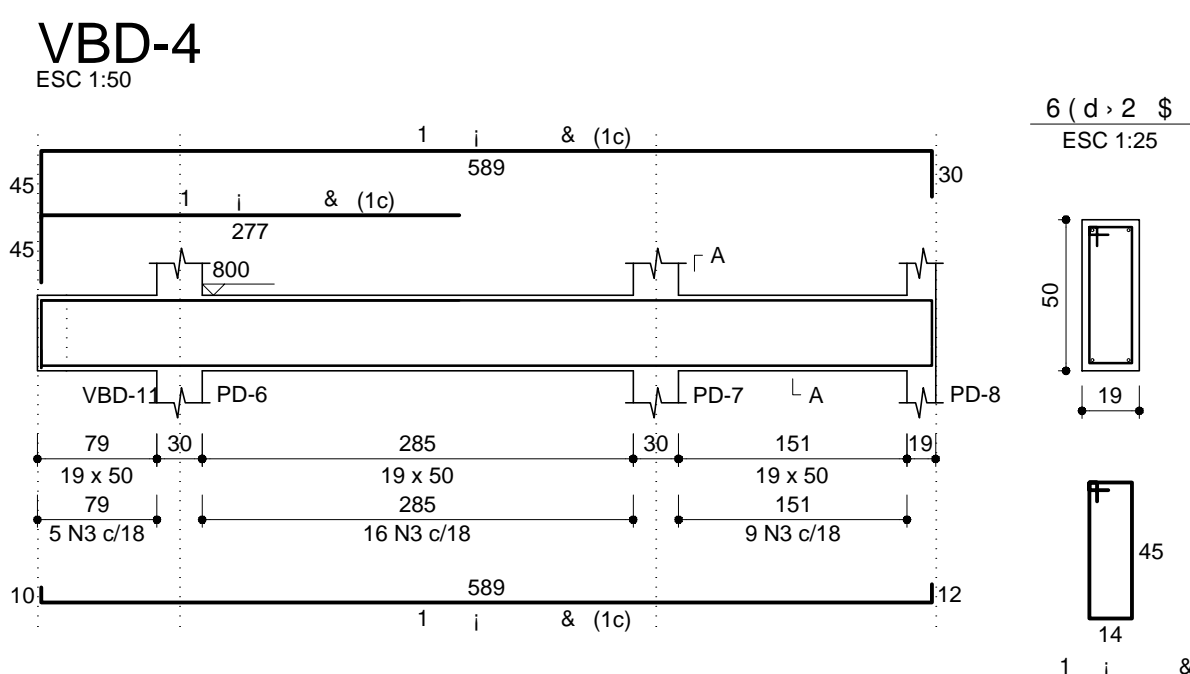 VBD-4
ESC 1:50
6 ( d › 2 $
ESC 1:25
1 ¡ & (1c)
589
45
30
1 ¡ & (1c)
277
45
800
A
50
VBD-11
PD-6
PD-7
A
PD-8
19
79 30 285 30 151 19
19 x 50 19 x 50 19 x 50
79 285 151
5 N3 c/18 16 N3 c/18 9 N3 c/18
45
10 589 12
1 ¡ & (1c)
14
1 ¡ &